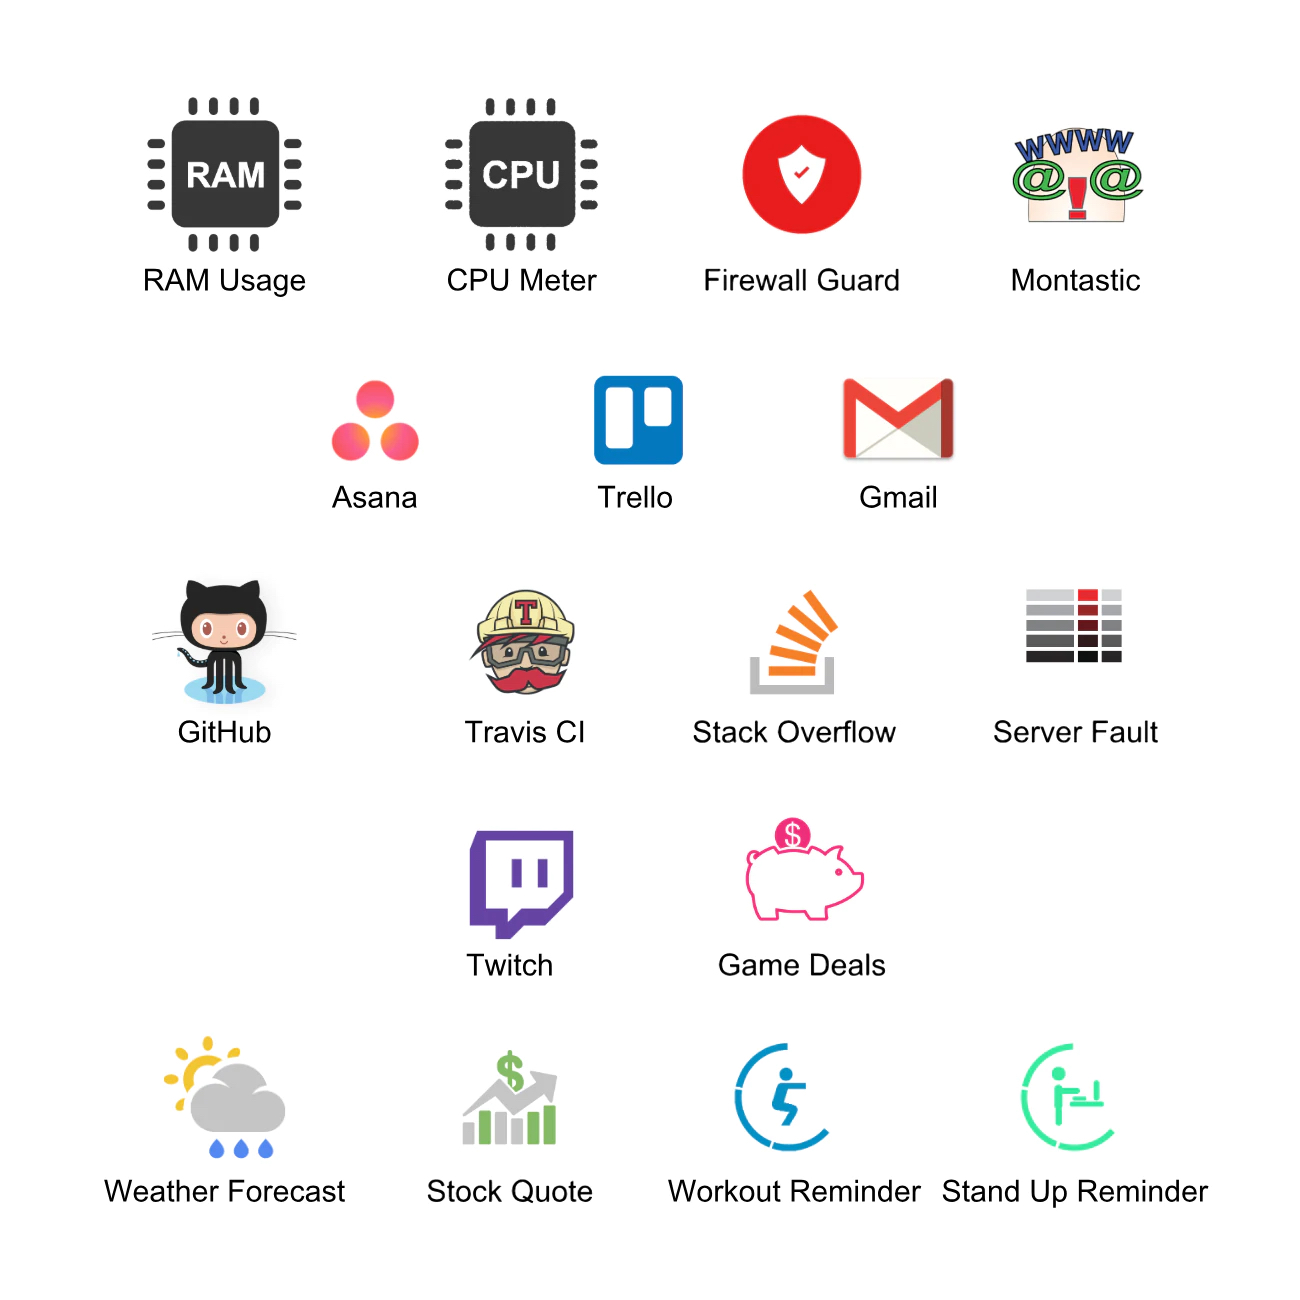 RAM
CPU
WWWW
@!@
RAM Usage
CPU Meter
Firewall Guard
Montastic
Asana
Trello
Gmail
T
GitHub
Travis CI
Stack Overflow
Server Fault
$
Twitch
Game Deals
$
Weather Forecast
Stock Quote
Workout Reminder
Stand Up Reminder